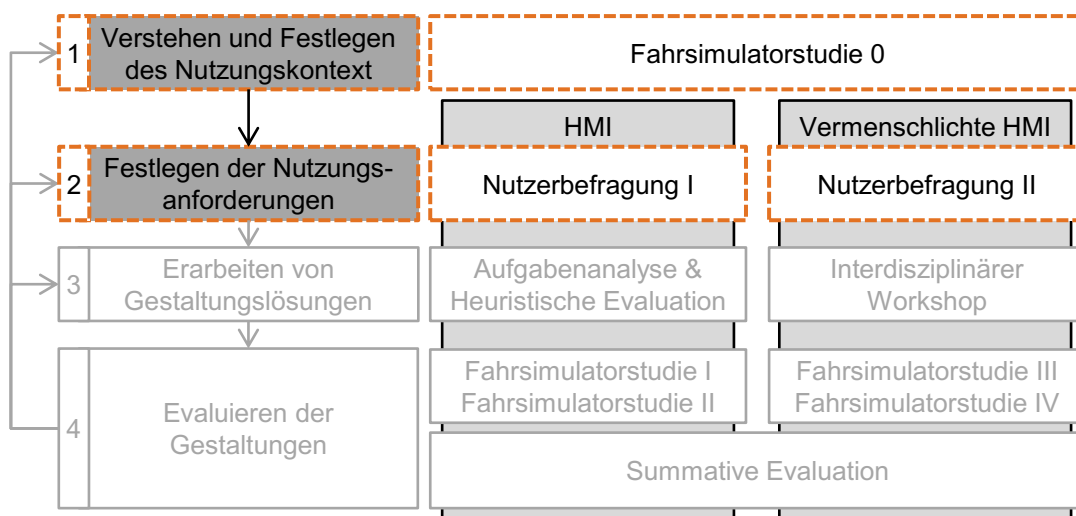 1
Verstehen und Festlegen
des Nutzungskontext
Fahrsimulatorstudie 0
HMI
Vermenschlichte HMI
2
Festlegen der Nutzungs-
anforderungen
Nutzerbefragung I
Nutzerbefragung II
3
Erarbeiten von
Gestaltungslösungen
Aufgabenanalyse &
Heuristische Evaluation
Interdisziplinärer
Workshop
4
Evaluieren der
Gestaltungen
Fahrsimulatorstudie I
Fahrsimulatorstudie II
Fahrsimulatorstudie III
Fahrsimulatorstudie IV
Summative Evaluation